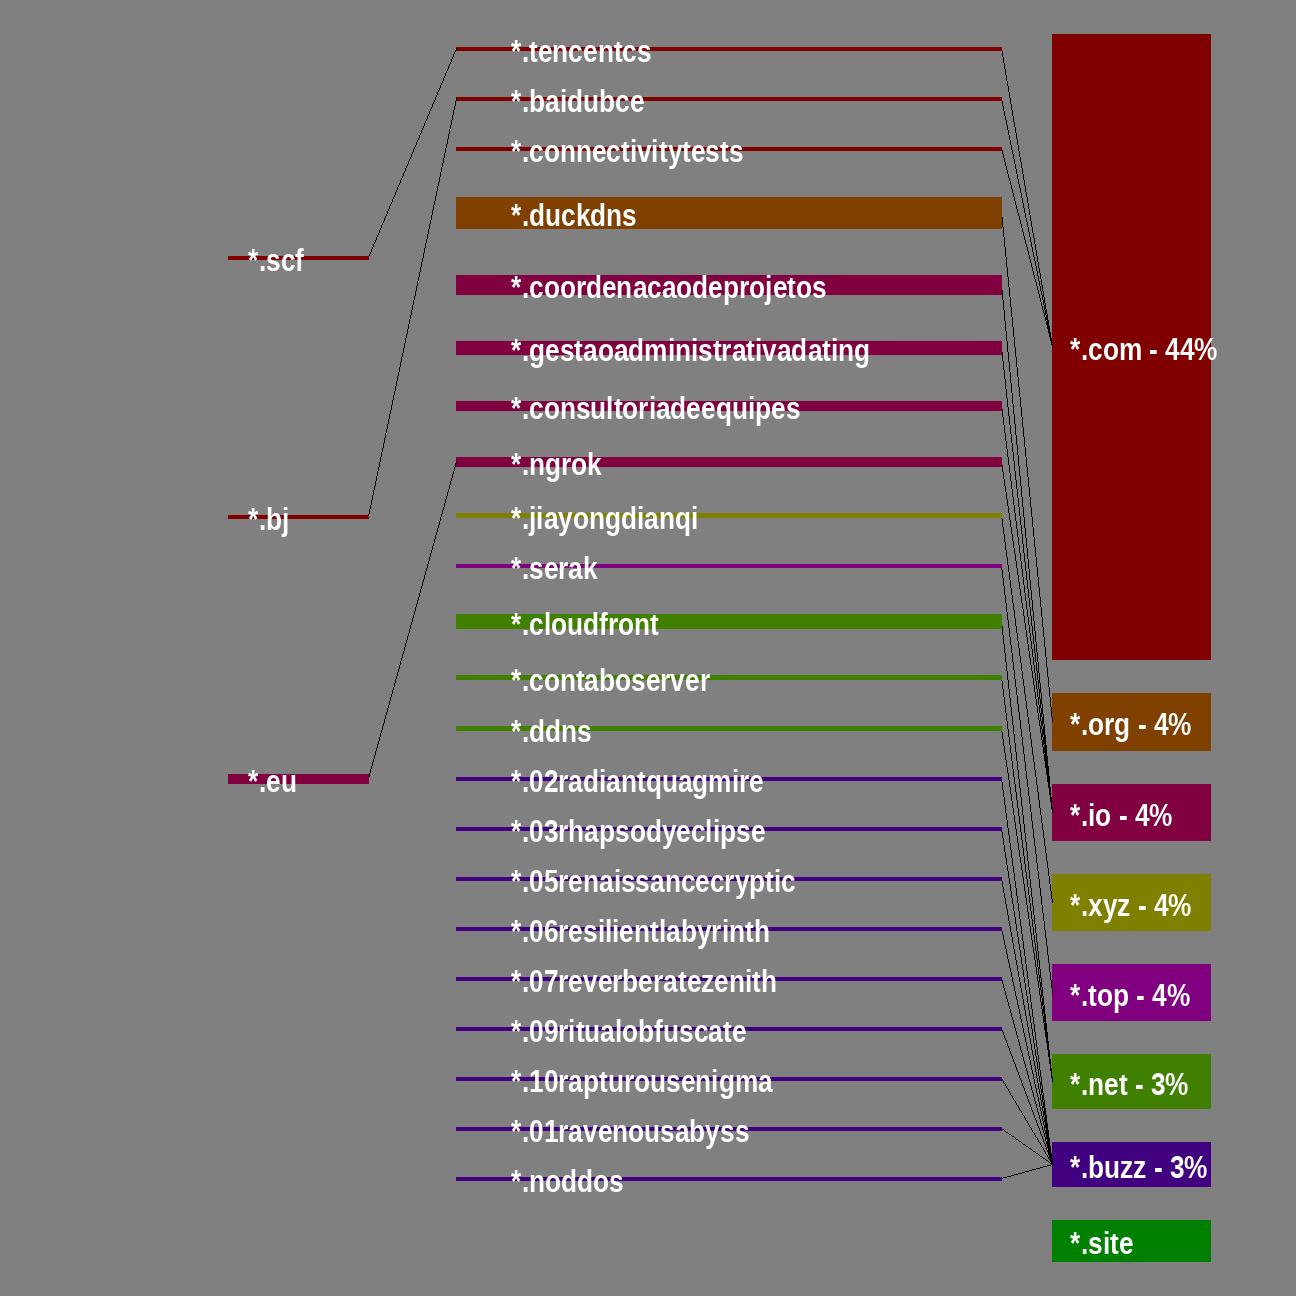 *.scf
*.bj
*.eu
*.tencentcs
*.baidubce
*.connectivitytests
*.duckdns
*.coordenacaodeprojetos
*.gestaoadministrativadating
*.consultoriadeequipes
*.ngrok
*.jiayongdianqi
*.serak
*.cloudfront
*.contaboserver
*.ddns
*.02radiantquagmire
*.03rhapsodyeclipse
*.05renaissancecryptic
*.06resilientlabyrinth
*.07reverberatezenith
*.09ritualobfuscate
*.10rapturousenigma
*.01ravenousabyss
*.noddos
*.com - 44%
*.org - 4%
*.io - 4%
*.xyz - 4%
*.top - 4%
*.net - 3%
*.buzz - 3%
*.site